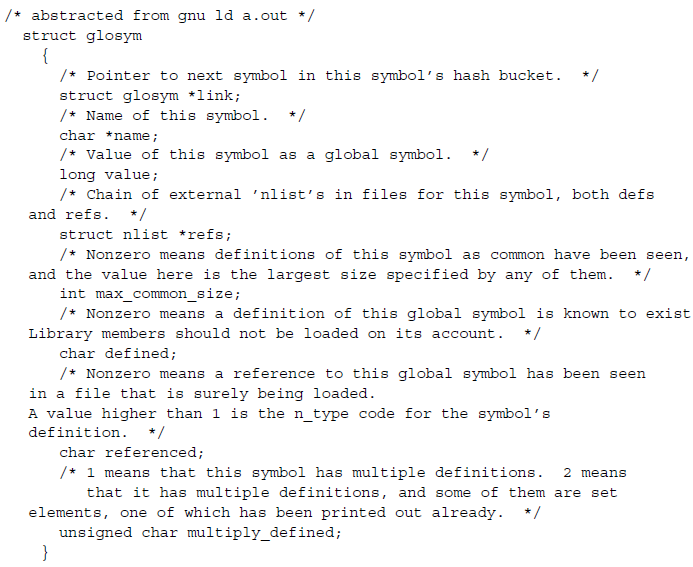 /* abstracted from gnu ld a.out */
struct glosym
{
/* Pointer to next symbol in this symbol's hash bucket.  */
struct glosym *link;
/* Name of this symbol.  */
char *name;
/* Value of this symbol as a global symbol.  */
long value;
/* Chain of external 'nlist's in files for this symbol, both defs
and refs.  */
struct nlist *refs;
/* Nonzero means definitions of this symbol as common have been seen,
and the value here is the largest size specified by any of them.  */
int max_common_size;
/* Nonzero means a definition of this global symbol is known to exist
Library members should not be loaded on its account.  */
char defined;
/* Nonzero means a reference to this global symbol has been seen
in a file that is surely being loaded.
A value higher than 1 is the n_type code for the symbol's
definition.  */
char referenced;
/* 1 means that this symbol has multiple definitions.  2 means
that it has multiple definitions, and some of them are set
elements, one of which has been printed out already.  */
unsigned char multiply_defined;
}